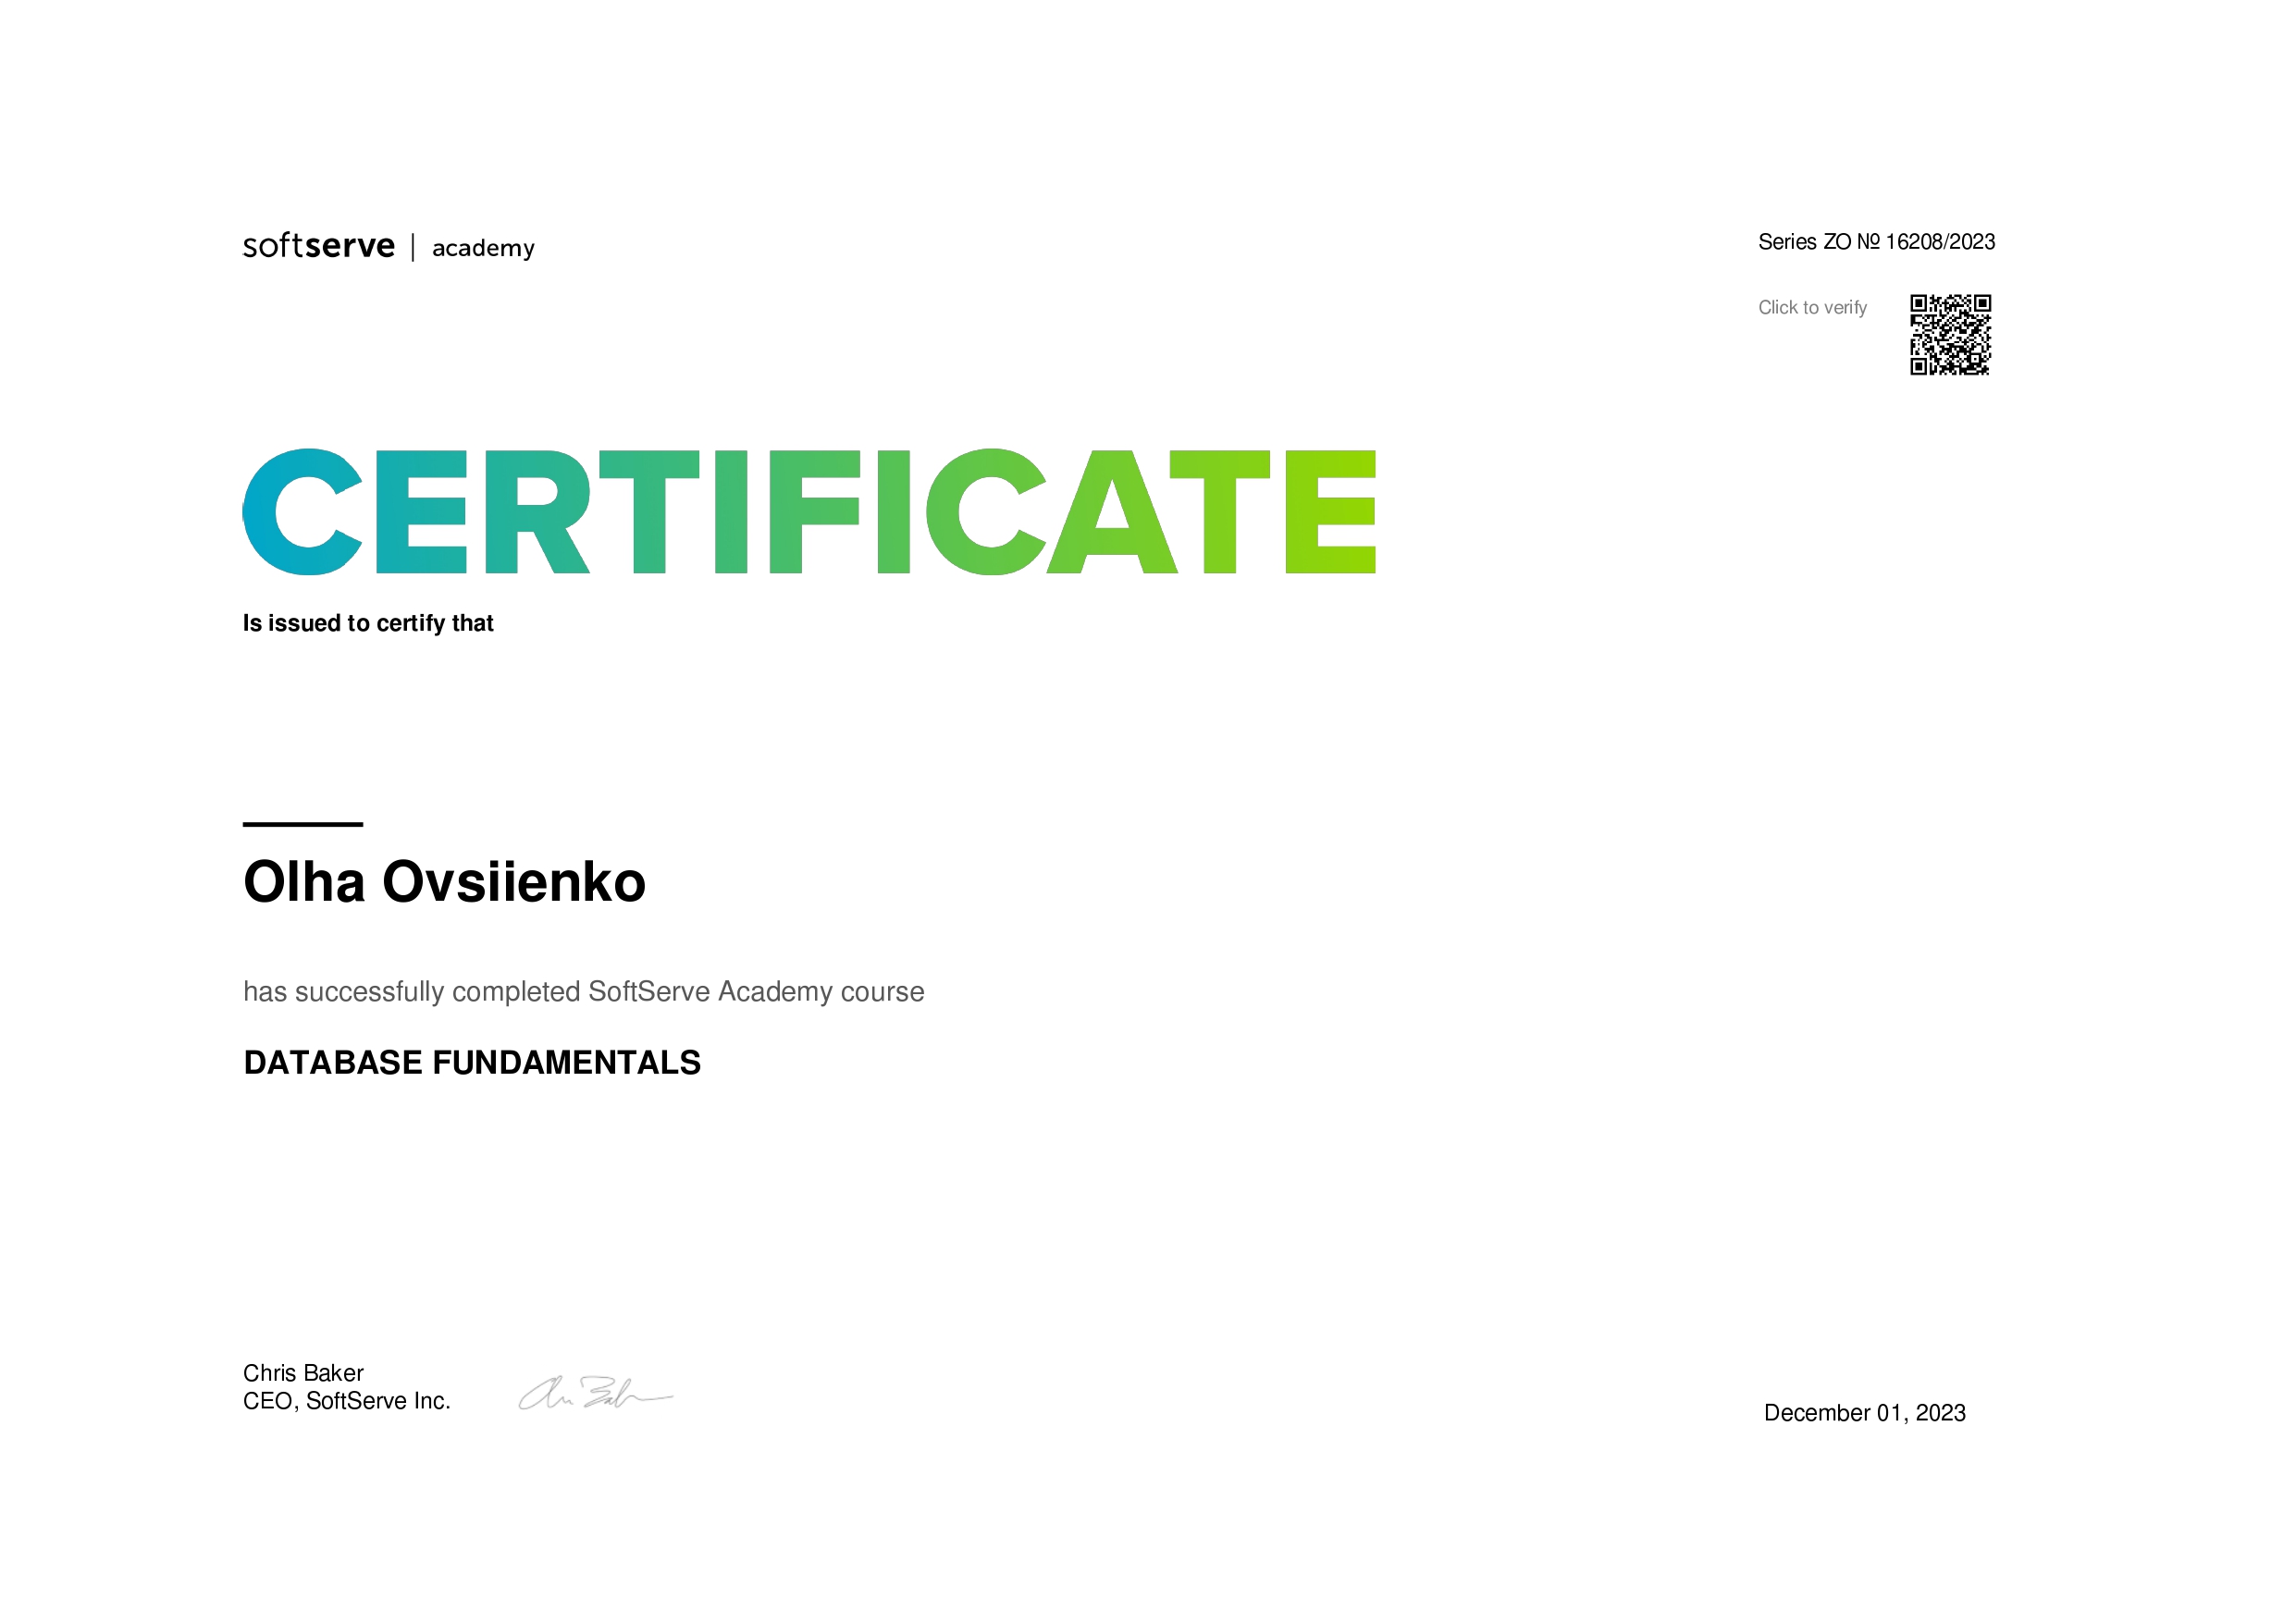 softserve | academy
Series ZO № 16208/2023
Click to verify
CERTIFICATE
Is issued to certify that
Olha Ovsiienko
has successfully completed SoftServe Academy course
DATABASE FUNDAMENTALS
Chris Baker
CEO, SoftServe Inc.
December 01, 2023